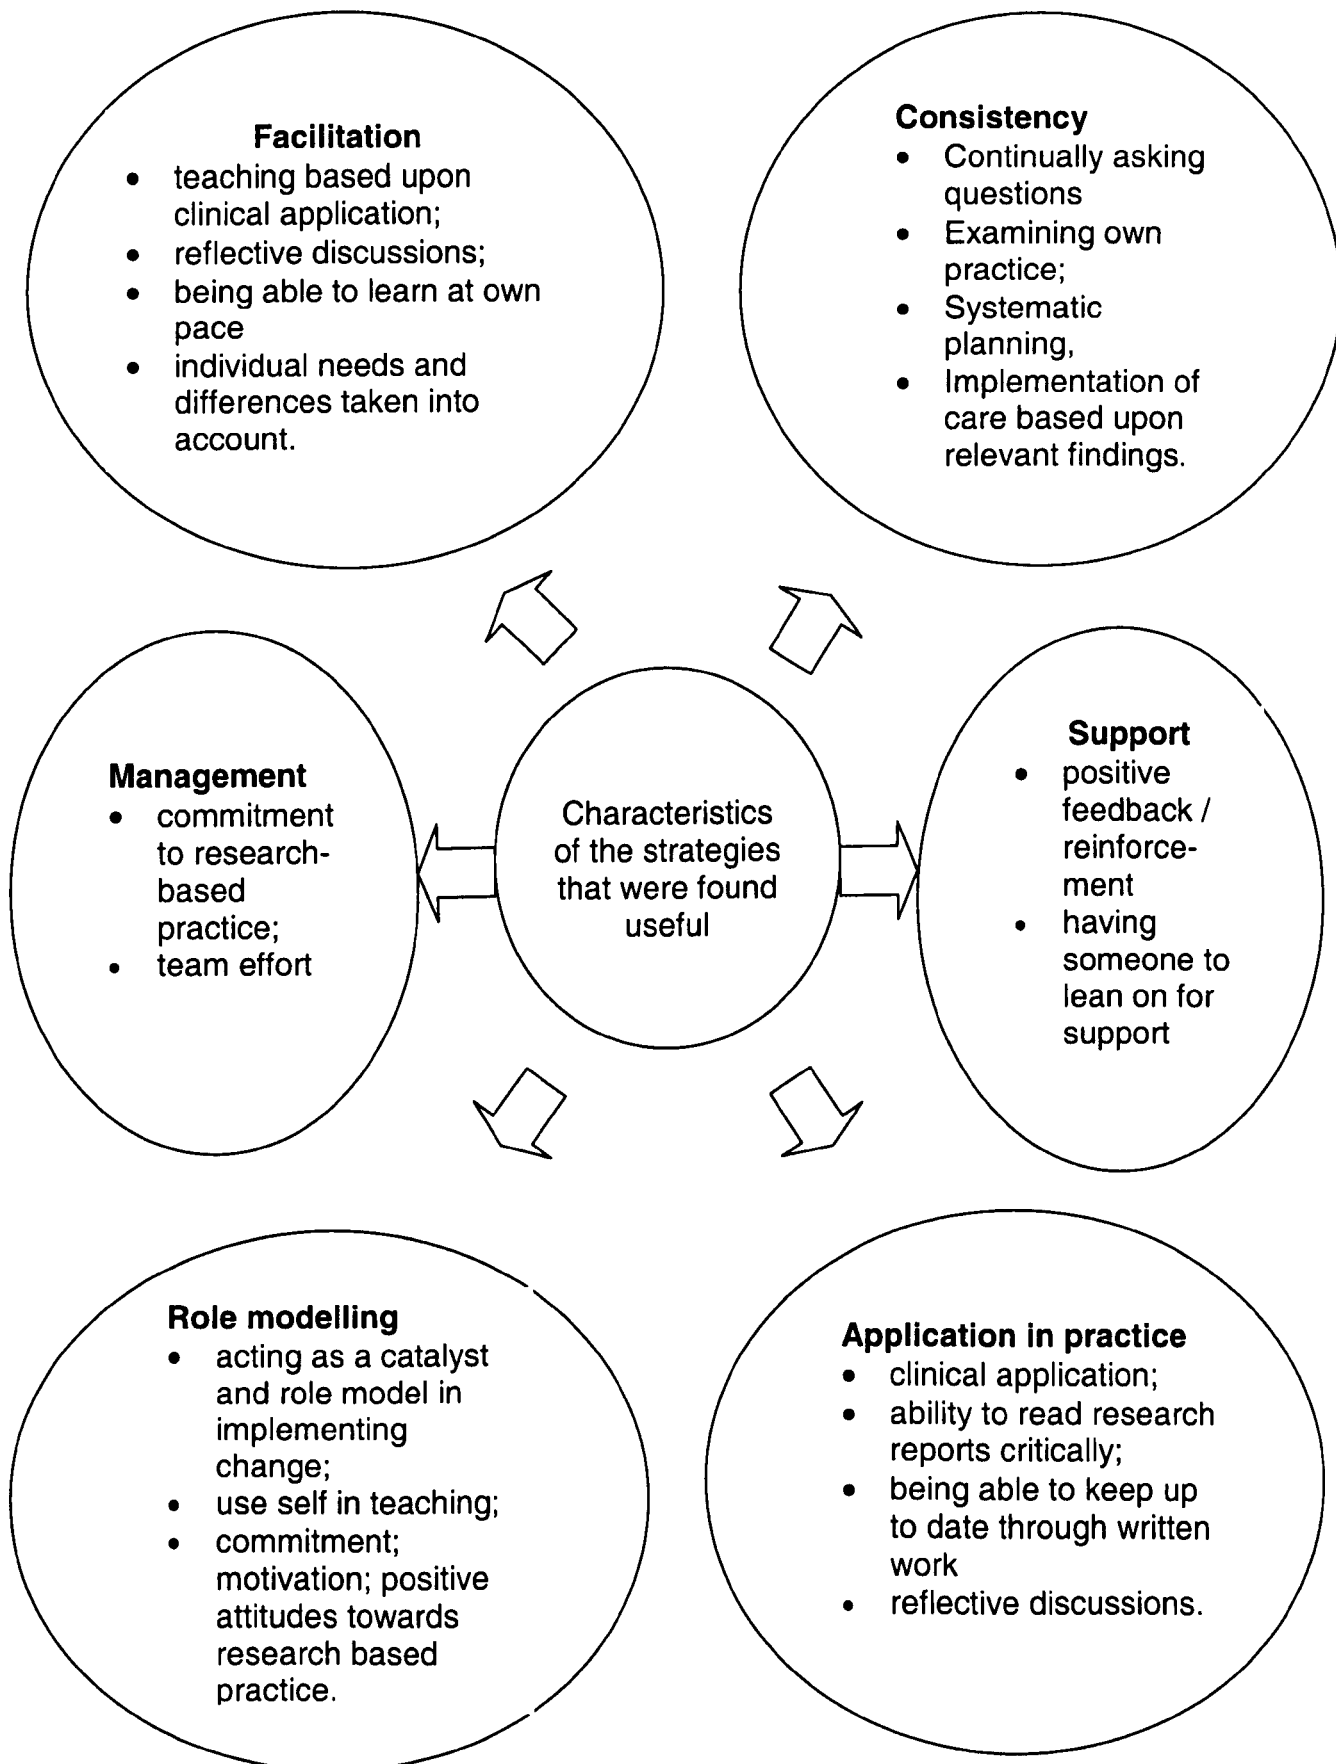 Facilitation
• teaching based upon
clinical application;
• reflective discussions;
• being able to learn at own
pace
• individual needs and
differences taken into
account.
Consistency
• Continually asking
questions
• Examining own
practice;
• Systematic
planning,
• Implementation of
care based upon
relevant findings.
Management
• commitment
to research-
based
practice;
• team effort
Characteristics
of the strategies
that were found
useful
Support
• positive
feedback /
reinforce-
ment
• having
someone to
lean on for
support
Role modelling
• acting as a catalyst
and role model in
implementing
change;
• use self in teaching;
• commitment;
motivation; positive
attitudes towards
research based
practice.
Application in practice
• clinical application;
• ability to read research
reports critically;
• being able to keep up
to date through written
work
• reflective discussions.